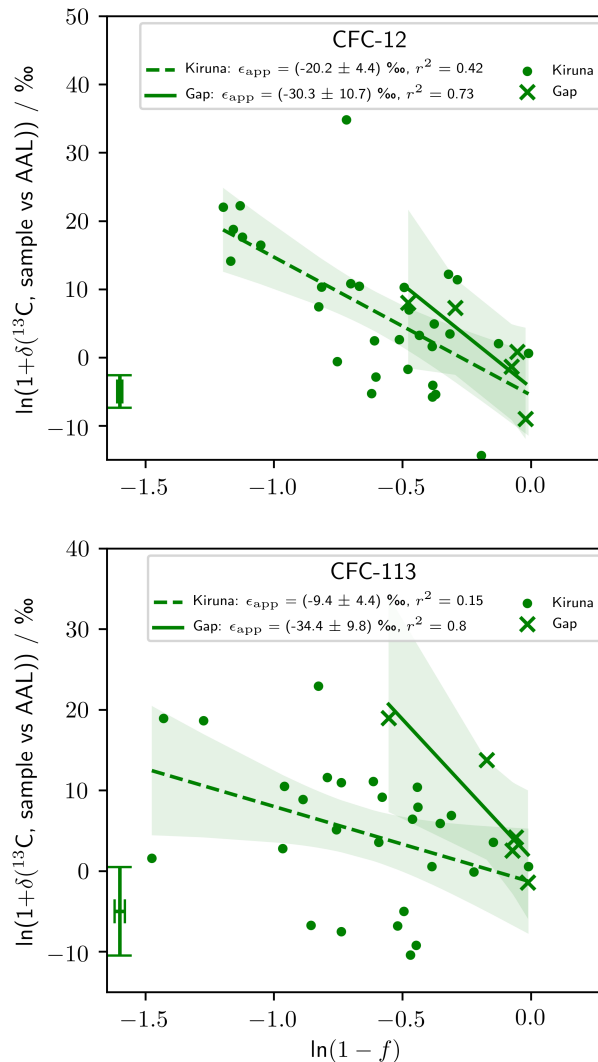 50
40
30
20
10
0
−10
ln(1+δ(¹³C, sample vs AAL)) / ‰
CFC-12
Kiruna: ϵapp = (-20.2 ± 4.4) ‰, r² = 0.42
Gap: ϵapp = (-30.3 ± 10.7) ‰, r² = 0.73
Kiruna
Gap
−1.5 −1.0 −0.5 0.0
40
30
20
10
0
−10
ln(1+δ(¹³C, sample vs AAL)) / ‰
CFC-113
Kiruna: ϵapp = (-9.4 ± 4.4) ‰, r² = 0.15
Gap: ϵapp = (-34.4 ± 9.8) ‰, r² = 0.8
Kiruna
Gap
−1.5 −1.0 −0.5 0.0
ln(1 − f)